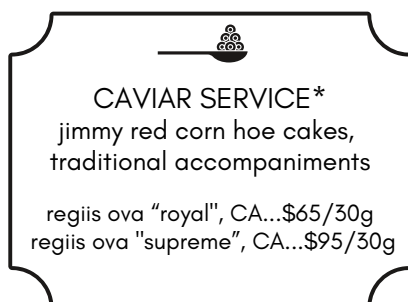 CAVIAR SERVICE*
jimmy red corn hoe cakes,
traditional accompaniments
regiis ova “royal", CA...$65/30g
regiis ova "supreme”, CA...$95/30g